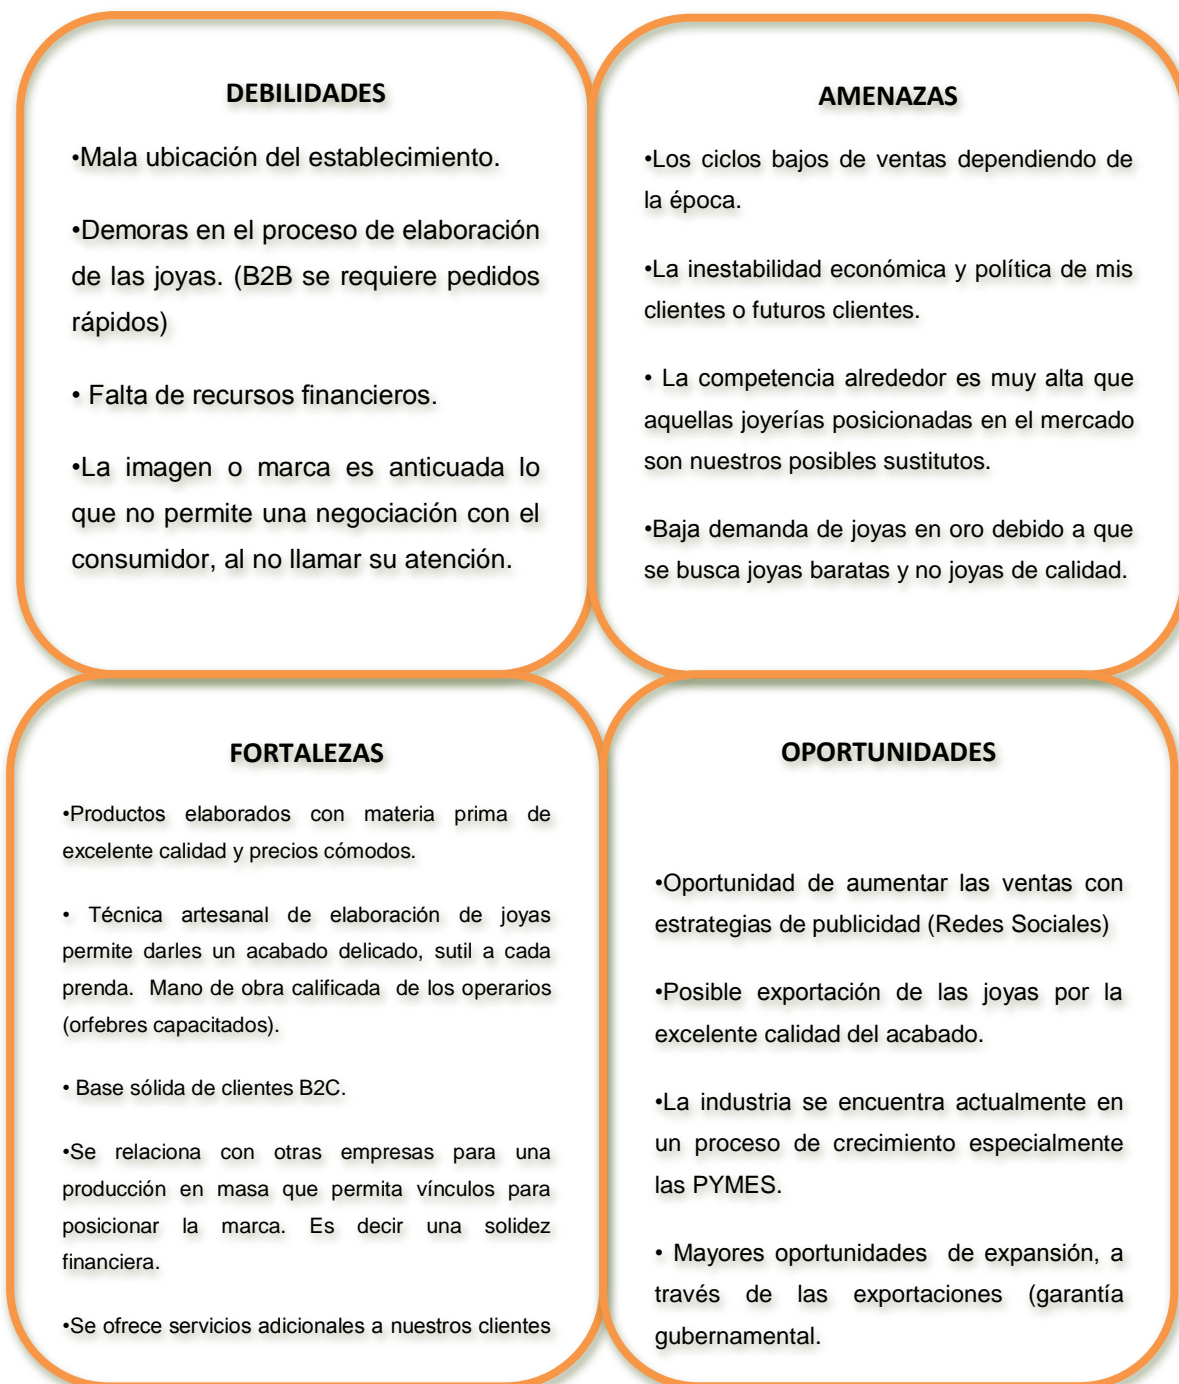 DEBILIDADES
•Mala ubicación del establecimiento.
•Demoras en el proceso de elaboración
de las joyas. (B2B se requiere pedidos
rápidos)
• Falta de recursos financieros.
•La imagen o marca es anticuada lo
que no permite una negociación con el
consumidor, al no llamar su atención.
AMENAZAS
•Los ciclos bajos de ventas dependiendo de
la época.
•La inestabilidad económica y política de mis
clientes o futuros clientes.
• La competencia alrededor es muy alta que
aquellas joyerías posicionadas en el mercado
son nuestros posibles sustitutos.
•Baja demanda de joyas en oro debido a que
se busca joyas baratas y no joyas de calidad.
FORTALEZAS
•Productos elaborados con materia prima de
excelente calidad y precios cómodos.
• Técnica artesanal de elaboración de joyas
permite darles un acabado delicado, sutil a cada
prenda. Mano de obra calificada de los operarios
(orfebres capacitados).
• Base sólida de clientes B2C.
•Se relaciona con otras empresas para una
producción en masa que permita vínculos para
posicionar la marca. Es decir una solidez
financiera.
•Se ofrece servicios adicionales a nuestros clientes
OPORTUNIDADES
•Oportunidad de aumentar las ventas con
estrategias de publicidad (Redes Sociales)
•Posible exportación de las joyas por la
excelente calidad del acabado.
•La industria se encuentra actualmente en
un proceso de crecimiento especialmente
las PYMES.
• Mayores oportunidades de expansión, a
través de las exportaciones (garantía
gubernamental.